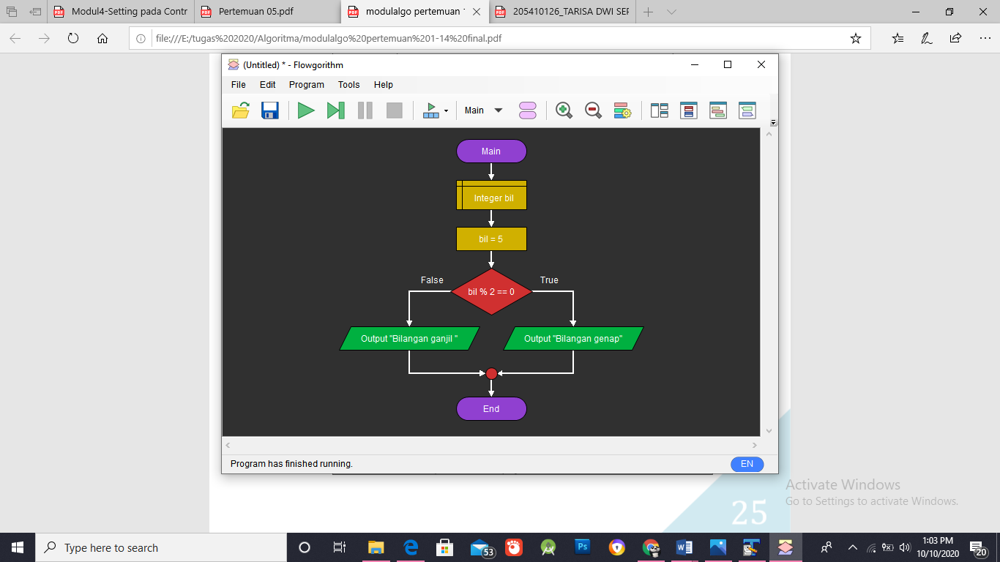 Modul4-Setting pada Contr
Pertemuan 05.pdf
modulalgo pertemuan 1
205410126_TARISA DWI SEF
file:///E:/tugas%202020/Algoritma/modulalgo%20pertemuan%201-14%20final.pdf
(Untitled) * - Flowgorithm
File Edit Program Tools Help
Main
Main
Integer bil
bil = 5
False
True
bil % 2 == 0
Output "Bilangan ganjil "
Output "Bilangan genap"
End
Program has finished running.
EN
25
Activate Windows
Go to Settings to activate Windows.
Type here to search
53
Ps
1:03 PM
10/10/2020
20